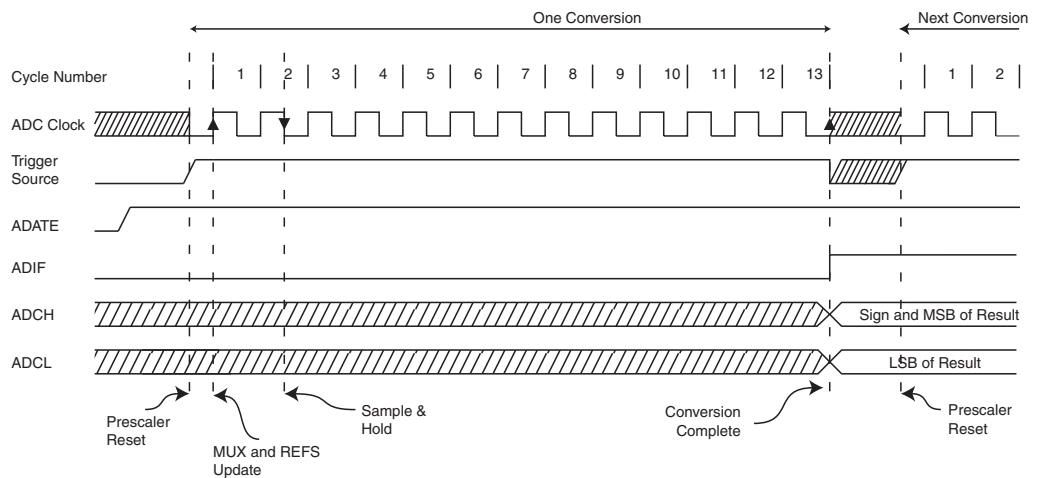 One Conversion
Next Conversion
Cycle Number
1 2 3 4 5 6 7 8 9 10 11 12 13 1 2
ADC Clock
Trigger
Source
ADATE
ADIF
ADCH
Sign and MSB of Result
ADCL
LSB of Result
Prescaler
Reset
MUX and REFS
Update
Sample &
Hold
Conversion
Complete
Prescaler
Reset